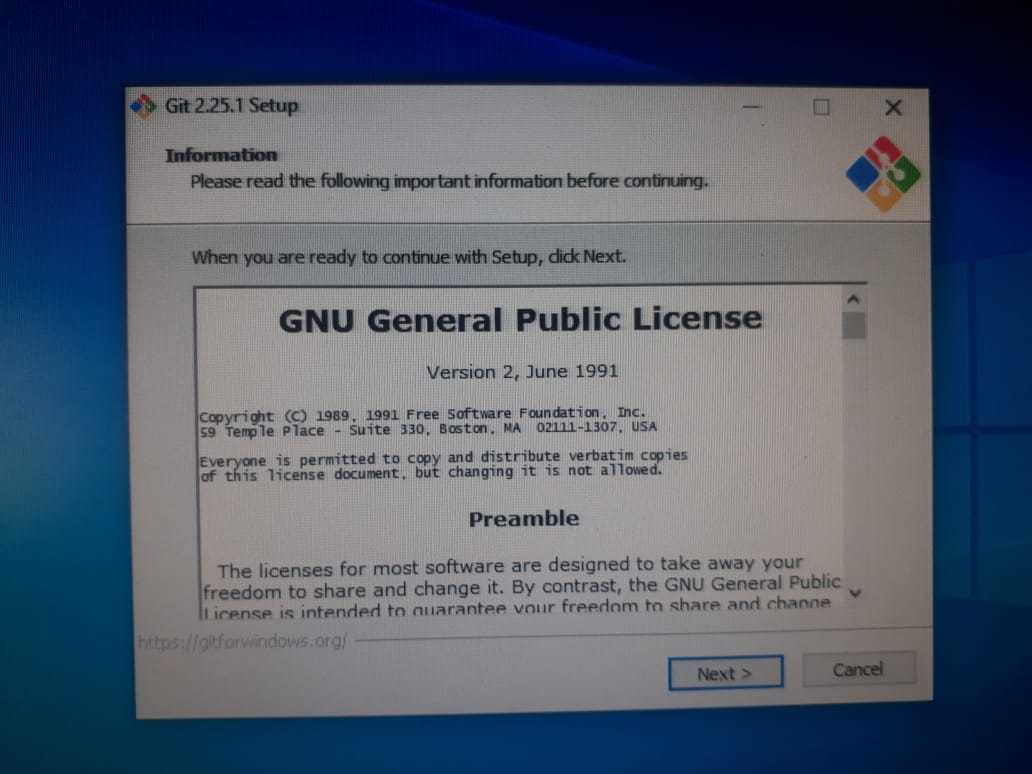 Git 2.25.1 Setup
Information
Please read the following important information before continuing.
When you are ready to continue with Setup, click Next.
GNU General Public License
Version 2, June 1991
Copyright (C) 1989, 1991 Free Software Foundation, Inc.
59 Temple Place - Suite 330, Boston, MA  02111-1307, USA
Everyone is permitted to copy and distribute verbatim copies
of this license document, but changing it is not allowed.
Preamble
The licenses for most software are designed to take away your
freedom to share and change it. By contrast, the GNU General Public
License is intended to guarantee your freedom to share and change
https://gitforwindows.org/
Next >
Cancel